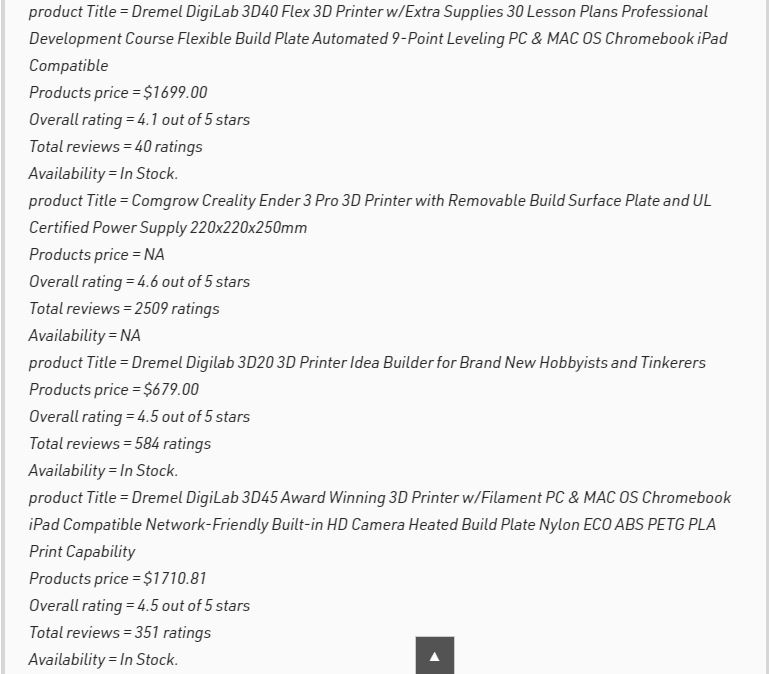 product Title = Dremel DigiLab 3D40 Flex 3D Printer w/Extra Supplies 30 Lesson Plans Professional
Development Course Flexible Build Plate Automated 9-Point Leveling PC & MAC OS Chromebook iPad
Compatible
Products price = $1699.00
Overall rating = 4.1 out of 5 stars
Total reviews = 40 ratings
Availability = In Stock.
product Title = Comgrow Creality Ender 3 Pro 3D Printer with Removable Build Surface Plate and UL
Certified Power Supply 220x220x250mm
Products price = NA
Overall rating = 4.6 out of 5 stars
Total reviews = 2509 ratings
Availability = NA
product Title = Dremel Digilab 3D20 3D Printer Idea Builder for Brand New Hobbyists and Tinkerers
Products price = $679.00
Overall rating = 4.5 out of 5 stars
Total reviews = 584 ratings
Availability = In Stock.
product Title = Dremel DigiLab 3D45 Award Winning 3D Printer w/Filament PC & MAC OS Chromebook
iPad Compatible Network-Friendly Built-in HD Camera Heated Build Plate Nylon ECO ABS PETG PLA
Print Capability
Products price = $1710.81
Overall rating = 4.5 out of 5 stars
Total reviews = 351 ratings
Availability = In Stock.